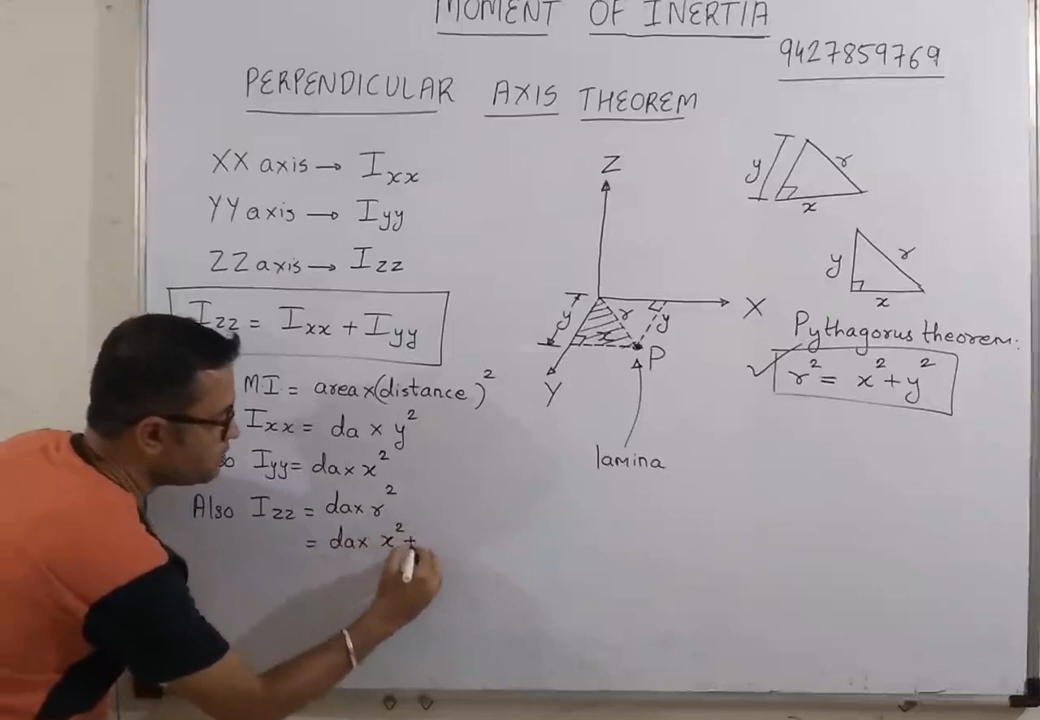 MOMENT OF INERTIA
9427859769
PERPENDICULAR AXIS THEOREM
XX axis → Ixx
YY axis → Iyy
ZZ axis → Izz
Izz = Ixx + Iyy
MI = area x (distance)²
Ixx = da x y²
Iyy = da x x²
Also Izz = da x r²
= da x x² +
Z
X
Y
y
r
x
y
P
lamina
y
r
x
y
r
x
Pythagorus theorem:
✓ r² = x² + y²